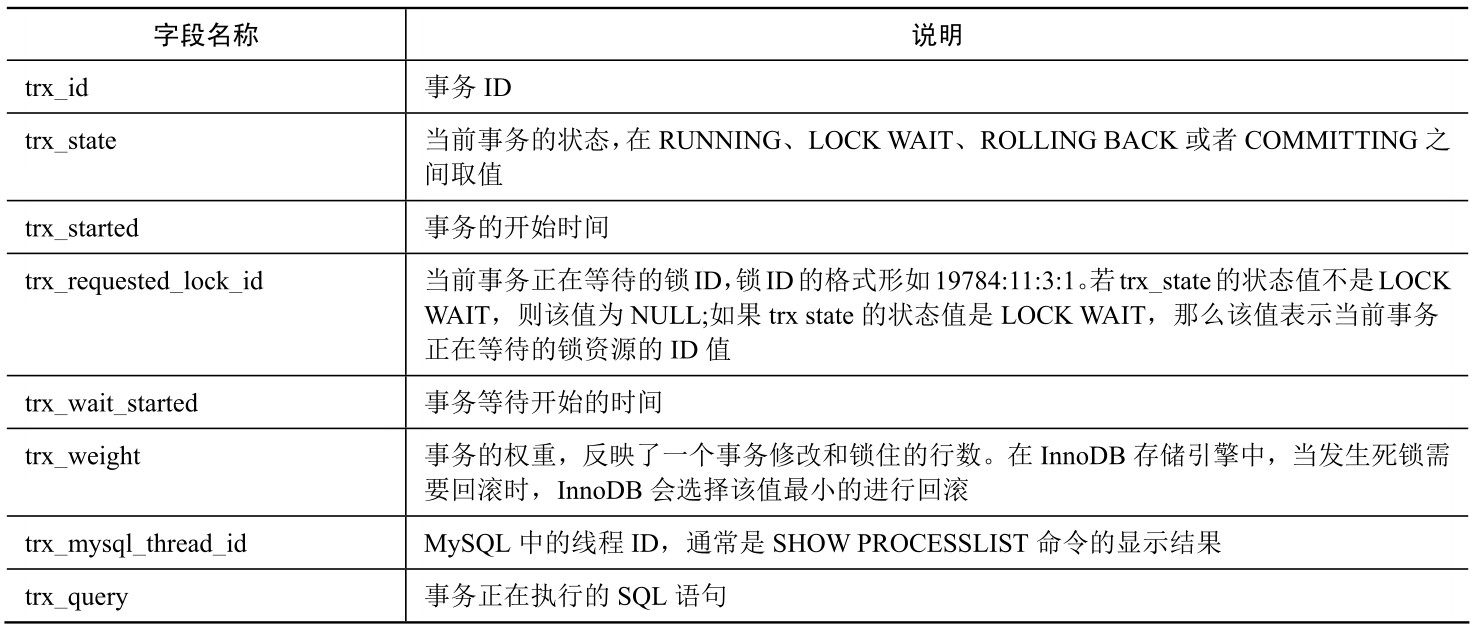 字段名称 说明
trx_id 事务 ID
trx_state 当前事务的状态,在 RUNNING、LOCK WAIT、ROLLING BACK 或者 COMMITTING 之
间取值
trx_started 事务的开始时间
trx_requested_lock_id 当前事务正在等待的锁 ID,锁 ID 的格式形如 19784:11:3:1。若 trx_state 的状态值不是 LOCK
WAIT，则该值为 NULL;如果 trx state 的状态值是 LOCK WAIT，那么该值表示当前事务
正在等待的锁资源的 ID 值
trx_wait_started 事务等待开始的时间
trx_weight 事务的权重，反映了一个事务修改和锁住的行数。在 InnoDB 存储引擎中，当发生死锁需
要回滚时，InnoDB 会选择该值最小的进行回滚
trx_mysql_thread_id MySQL 中的线程 ID，通常是 SHOW PROCESSLIST 命令的显示结果
trx_query 事务正在执行的 SQL 语句